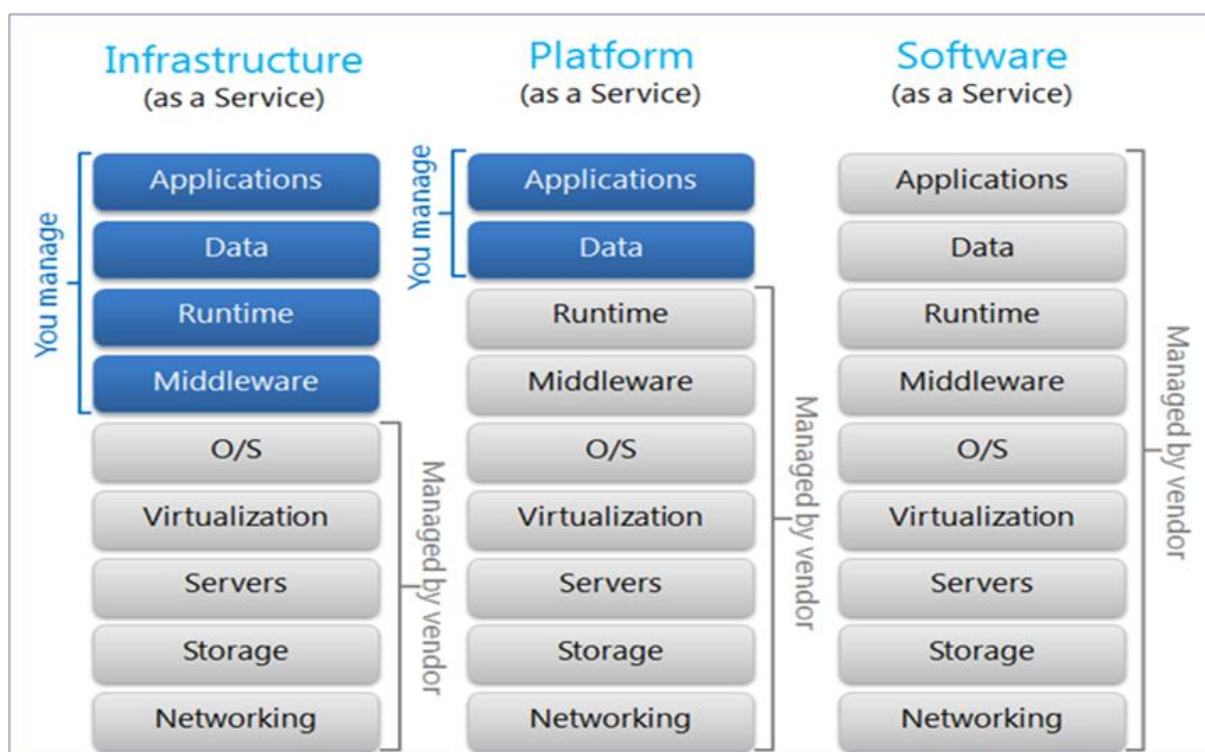 Infrastructure
(as a Service)
You manage
Applications
Data
Runtime
Middleware
O/S
Virtualization
Servers
Storage
Networking
Managed by vendor
Platform
(as a Service)
You manage
Applications
Data
Runtime
Middleware
O/S
Virtualization
Servers
Storage
Networking
Managed by vendor
Software
(as a Service)
Applications
Data
Runtime
Middleware
O/S
Virtualization
Servers
Storage
Networking
Managed by vendor